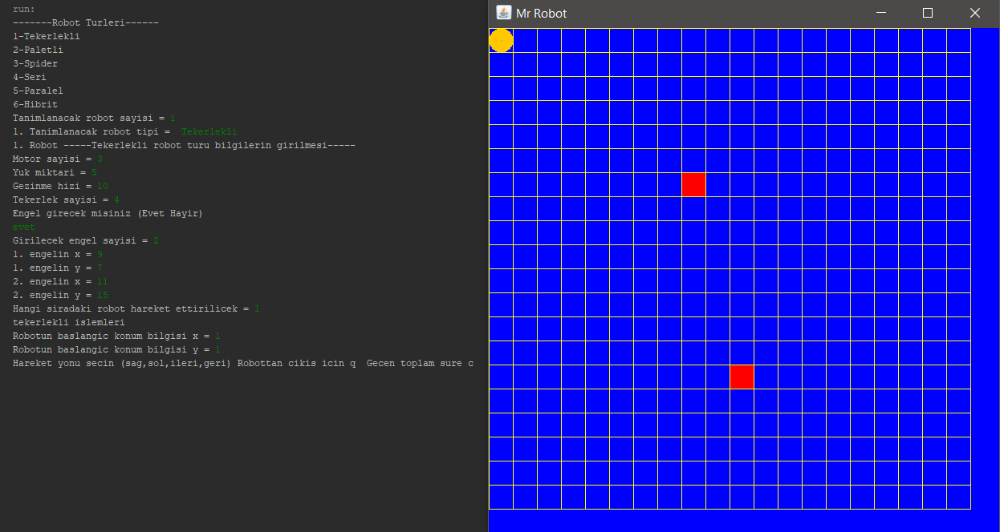 run:
-------Robot Turleri------
1-Tekerlekli
2-Paletli
3-Spider
4-Seri
5-Paralel
6-Hibrit
Tanimlanacak robot sayisi = 1
1. Tanimlanacak robot tipi =  Tekerlekli
1. Robot -----Tekerlekli robot turu bilgilerin girilmesi-----
Motor sayisi = 3
Yuk miktari = 5
Gezinme hizi = 10
Tekerlek sayisi = 4
Engel girecek misiniz (Evet Hayir)
evet
Girilecek engel sayisi = 2
1. engelin x = 9
1. engelin y = 7
2. engelin x = 11
2. engelin y = 15
Hangi siradaki robot hareket ettirilicek = 1
tekerlekli islemleri
Robotun baslangic konum bilgisi x = 1
Robotun baslangic konum bilgisi y = 1
Hareket yonu secin (sag,sol,ileri,geri) Robottan cikis icin q  Gecen toplam sure c
Mr Robot